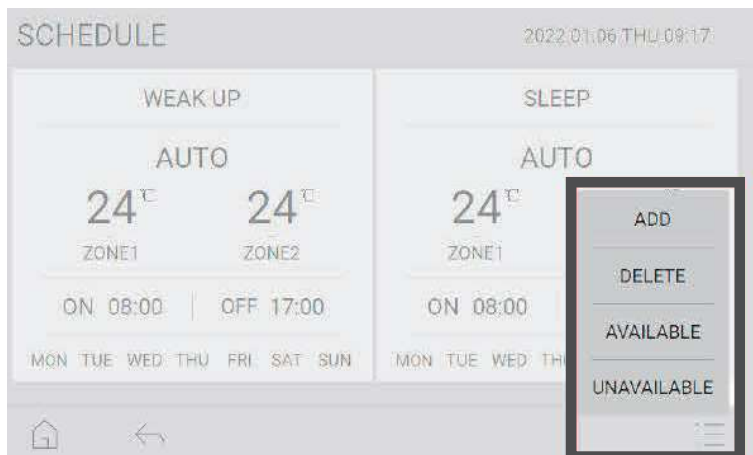 SCHEDULE
2022.01.06 THU 09:17
WEAK UP
AUTO
24℃ 24℃
ZONE1 ZONE2
ON 08:00 | OFF 17:00
MON TUE WED THU FRI SAT SUN
SLEEP
AUTO
24℃
ZONE1
ON 08:00
MON TUE WED
ADD
DELETE
AVAILABLE
UNAVAILABLE